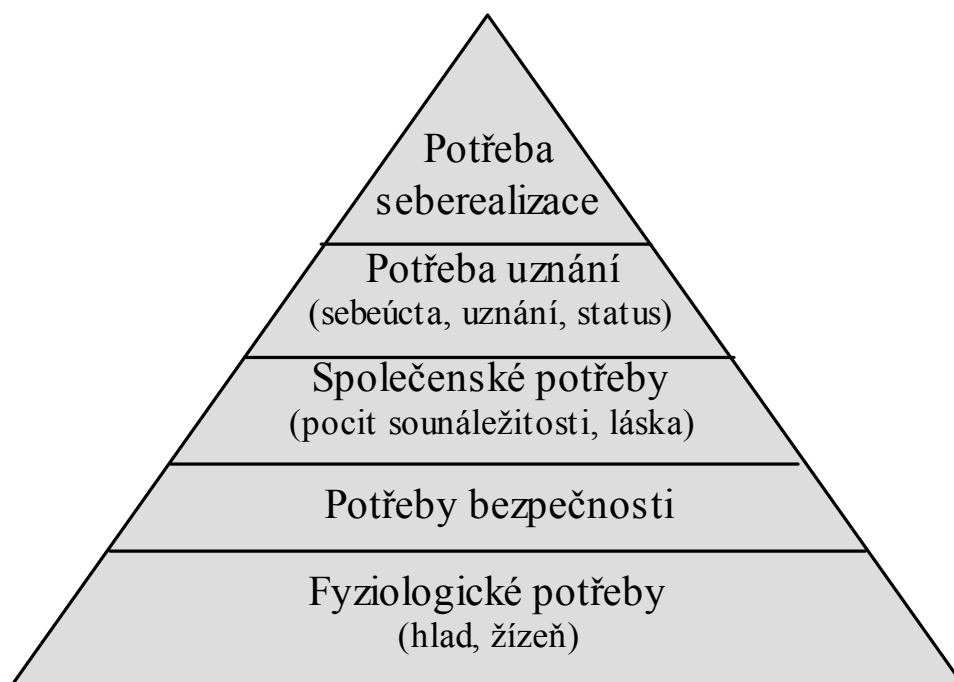 Potřeba
seberealizace
Potřeba uznání
(sebeúcta, uznání, status)
Společenské potřeby
(pocit sounáležitosti, láska)
Potřeby bezpečnosti
Fyziologické potřeby
(hlad, žízeň)